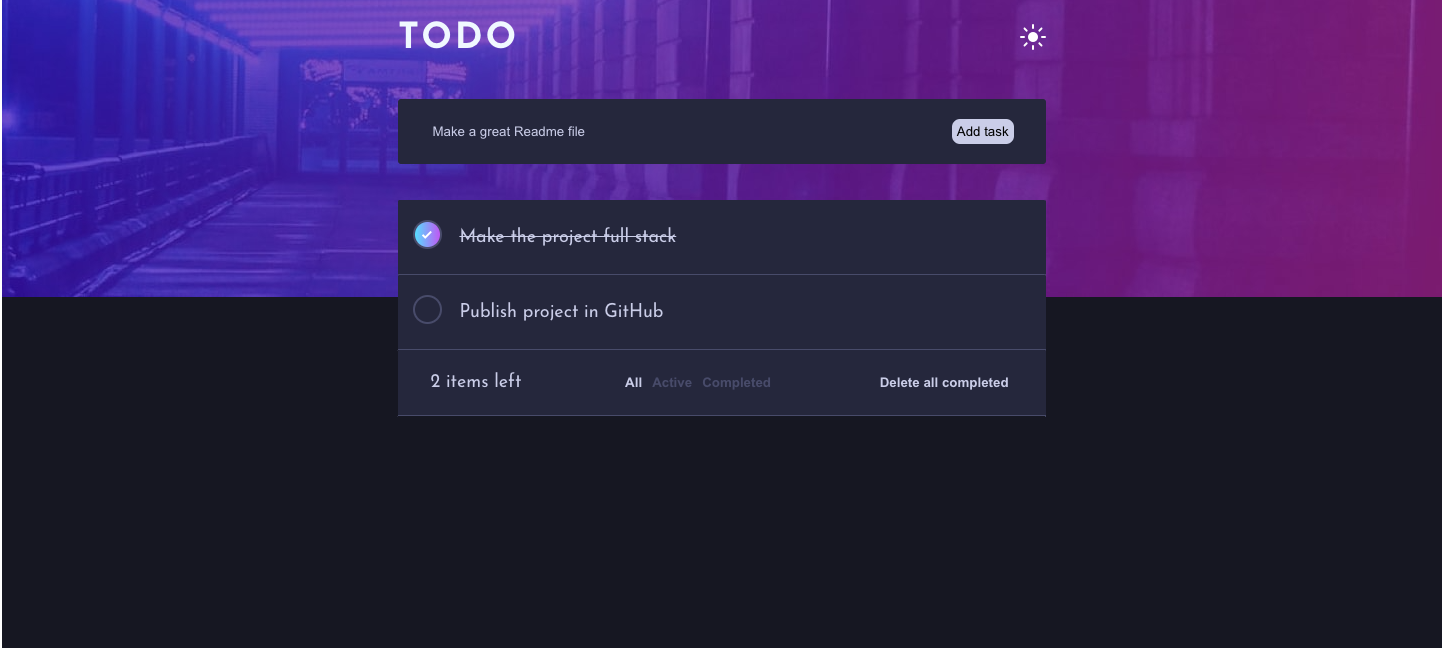 TODO
Make a great Readme file
Add task
Make the project full stack
Publish project in GitHub
2 items left
All Active Completed
Delete all completed